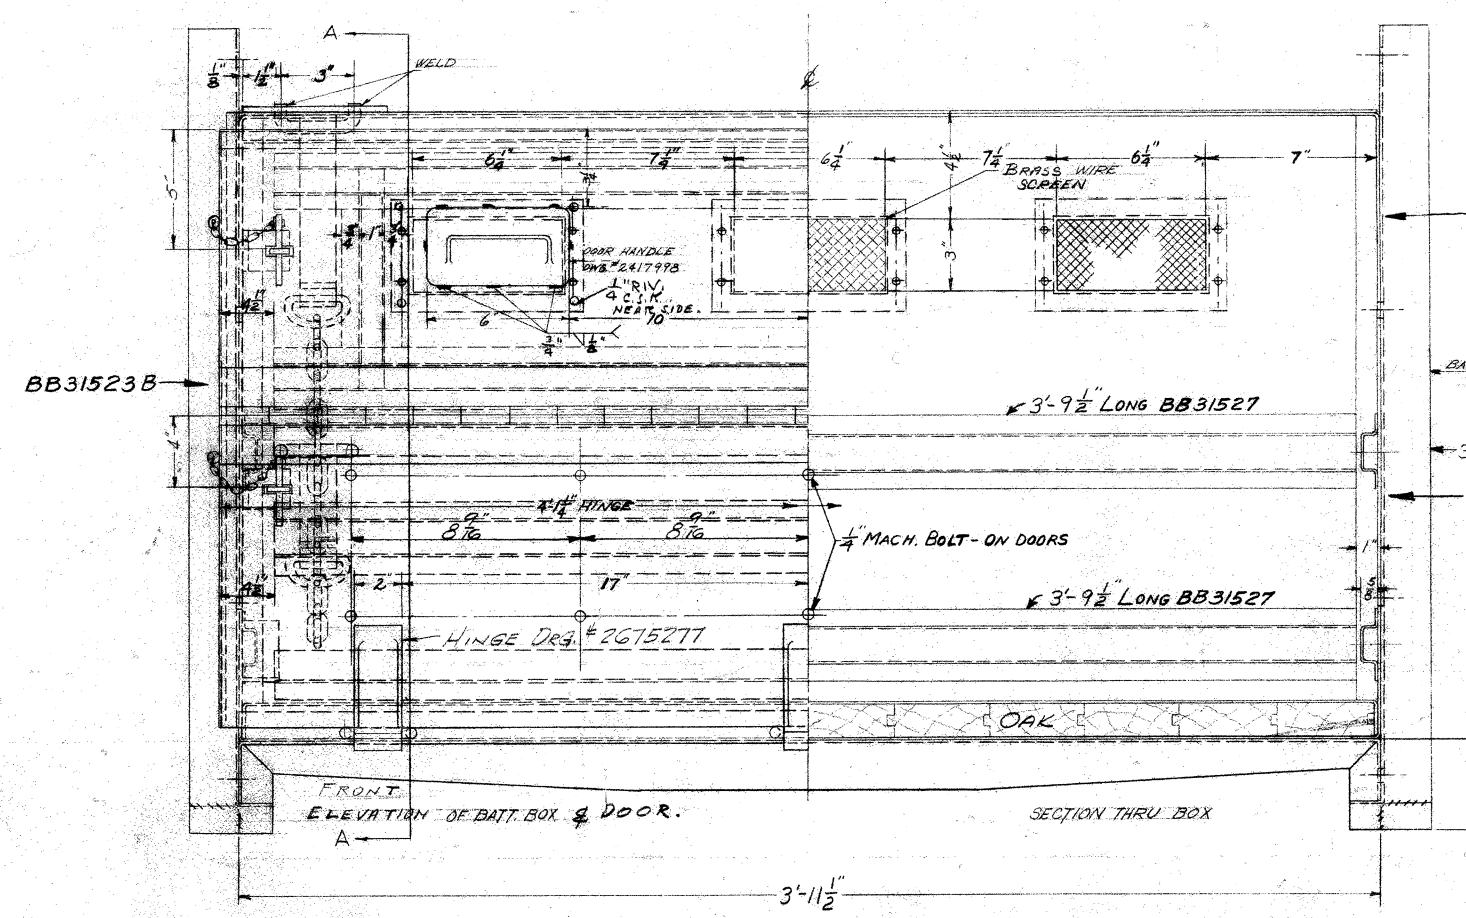 A
WELD
1/8" 1 1/2" 3"
℄
5"
6 1/4" 7 1/4" 6 1/4" 7 1/4" 6 1/4" 7"
4 1/2"
BRASS WIRE
SCREEN
3/4" 1"
3"
DOOR HANDLE
DWG # 2417998
1/4" RIV.
C.S.K.
NEAR SIDE.
4 1/2"
6" 10
3/4" 1/8"
BB31523B
3'-9 1/2" LONG BB31527
4"
4'-1 1/4" HINGE
8 9/16" 8 9/16"
1/4" MACH. BOLT-ON DOORS
1"
4 1/2" 2" 17"
5/8
3'-9 1/2" LONG BB31527
HINGE DRG. # 2675277
OAK
FRONT
ELEVATION OF BATT. BOX & DOOR.
SECTION THRU BOX
A
3'-11 1/2"